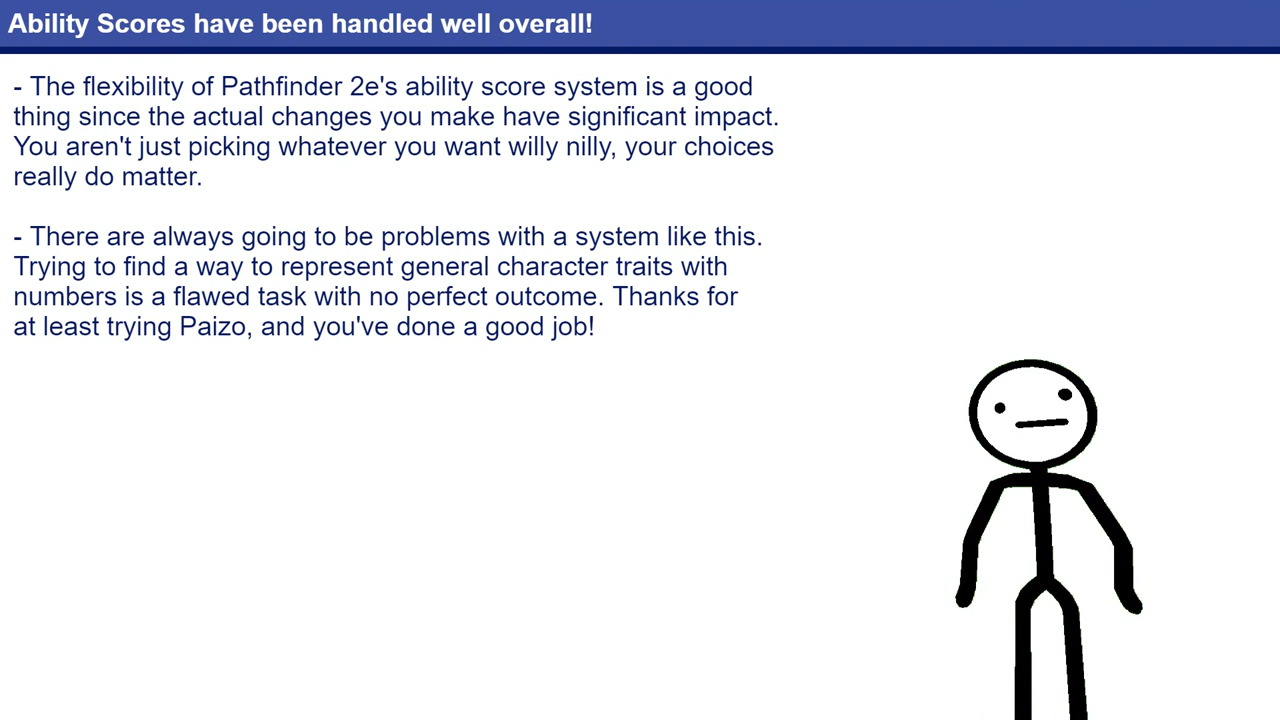 Ability Scores have been handled well overall!
- The flexibility of Pathfinder 2e's ability score system is a good
thing since the actual changes you make have significant impact.
You aren't just picking whatever you want willy nilly, your choices
really do matter.
- There are always going to be problems with a system like this.
Trying to find a way to represent general character traits with
numbers is a flawed task with no perfect outcome. Thanks for
at least trying Paizo, and you've done a good job!